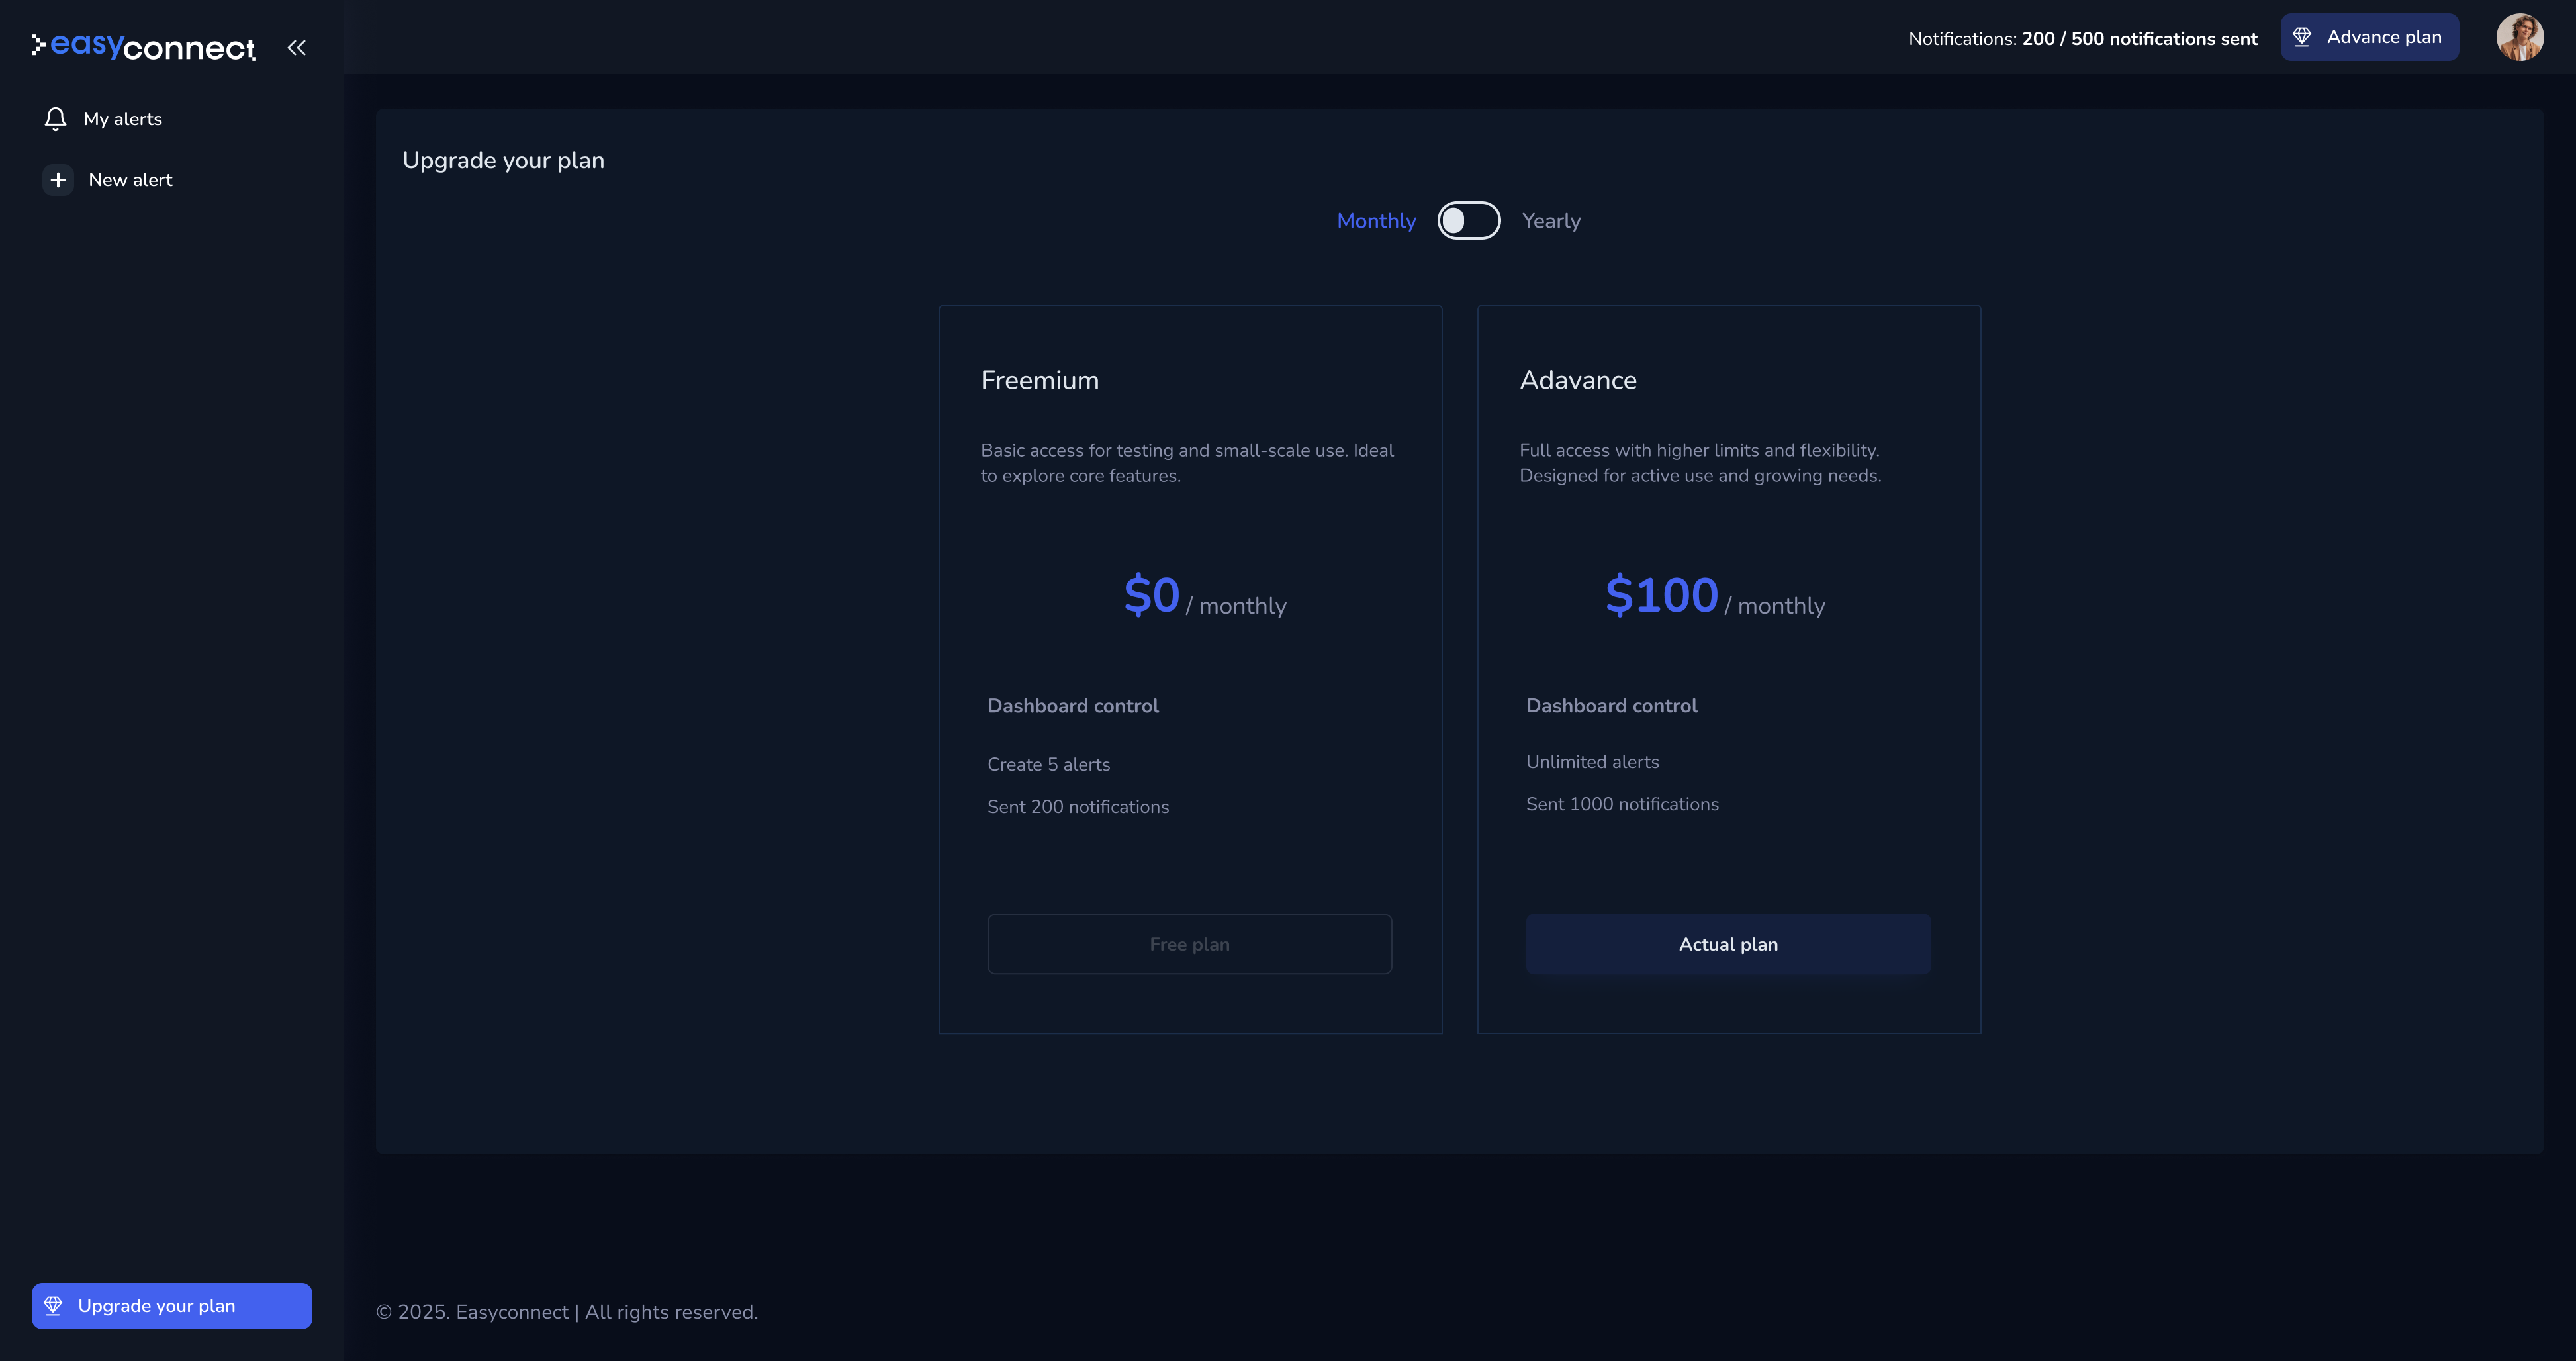 easyconnect
Notifications: 200 / 500 notifications sent
Advance plan
My alerts
New alert
Upgrade your plan
Monthly
Yearly
Freemium
Basic access for testing and small-scale use. Ideal
to explore core features.
$0 / monthly
Dashboard control
Create 5 alerts
Sent 200 notifications
Free plan
Adavance
Full access with higher limits and flexibility.
Designed for active use and growing needs.
$100 / monthly
Dashboard control
Unlimited alerts
Sent 1000 notifications
Actual plan
Upgrade your plan
© 2025. Easyconnect | All rights reserved.